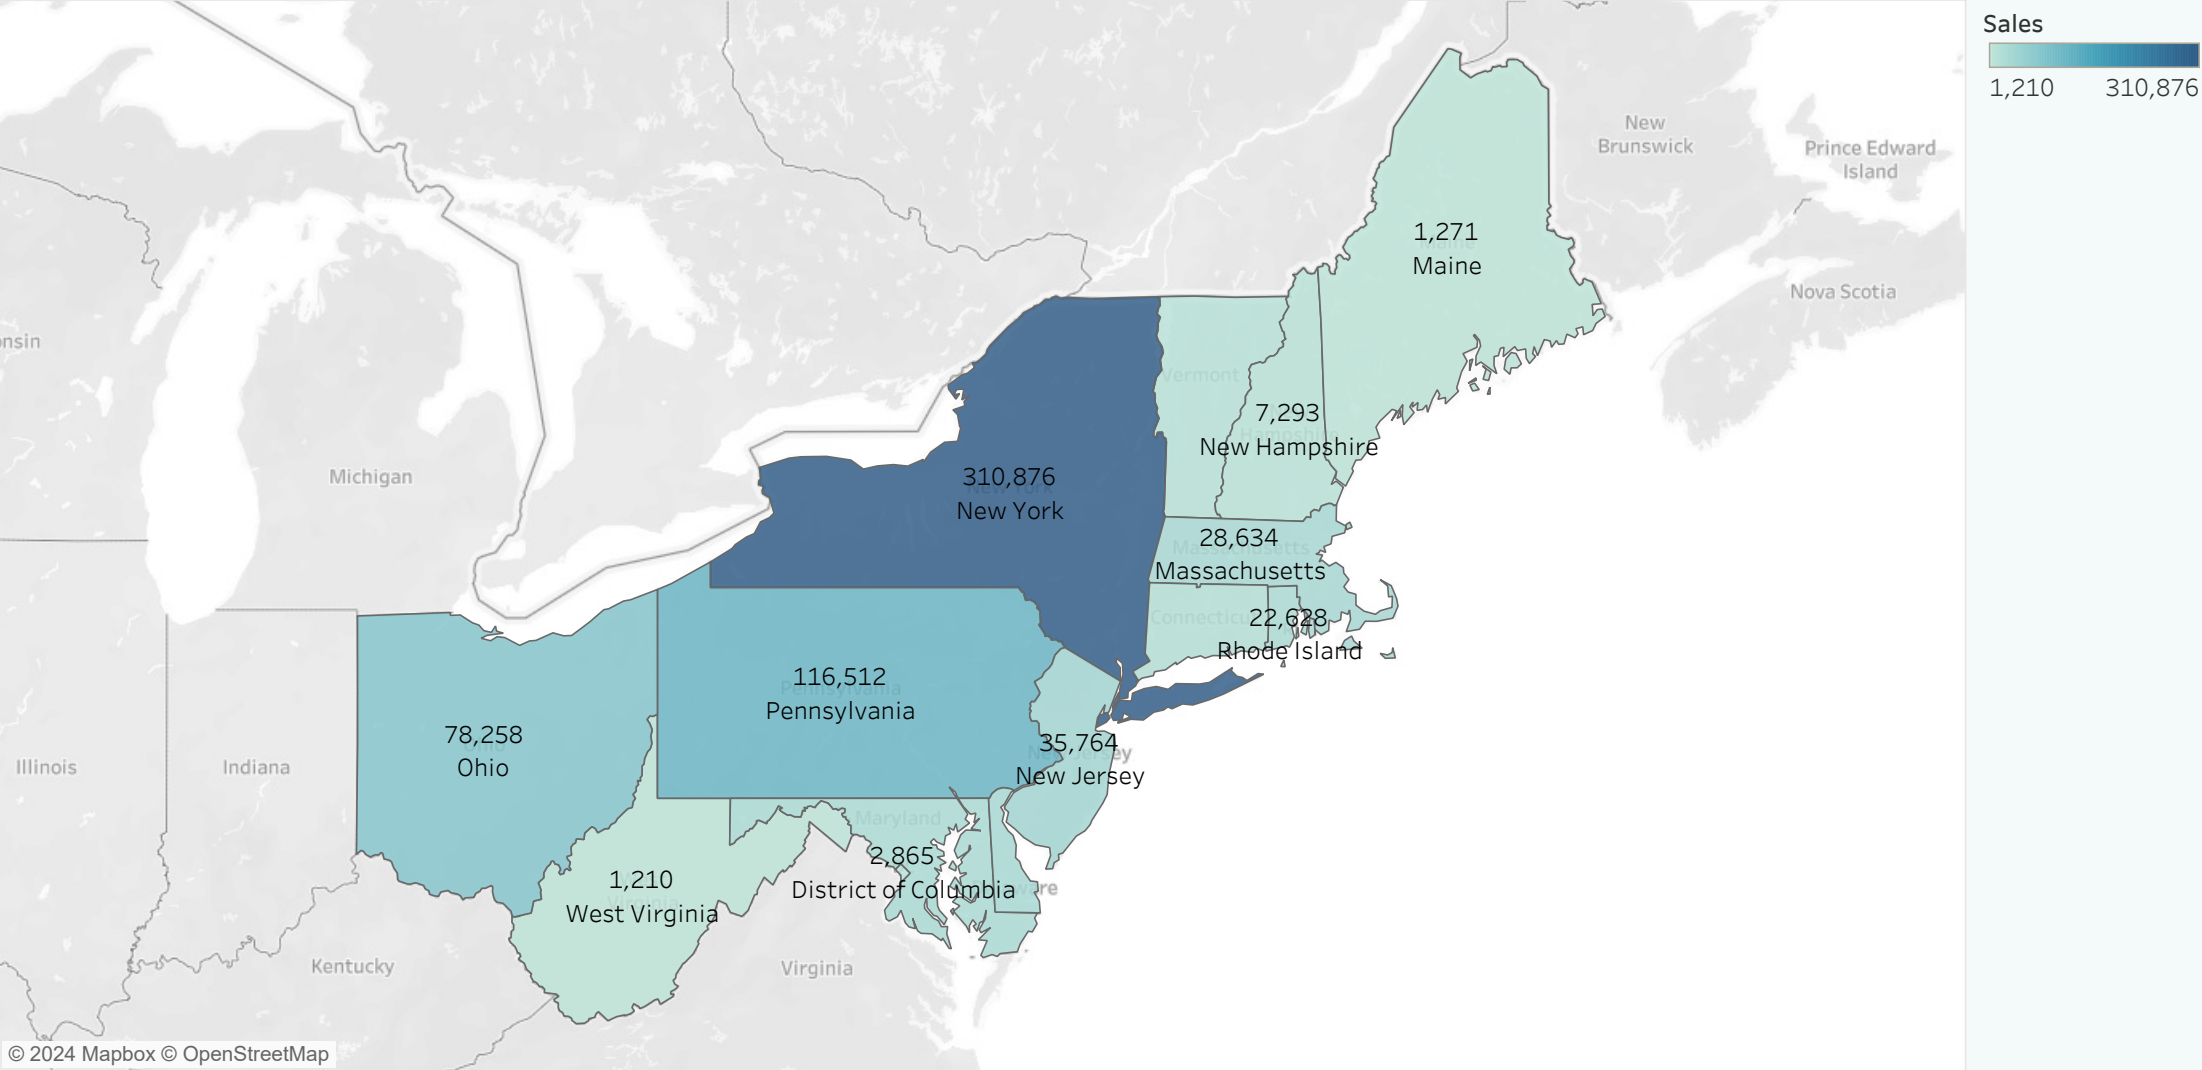 Sales
1,210 310,876
New
Brunswick
Prince Edward
Island
Nova Scotia
1,271
Maine
onsin
Vermont
7,293
New Hampshire
Michigan
310,876
New York
28,634
Massachusetts
22,628
Rhode Island
116,512
Pennsylvania
78,258
Ohio
35,764
New Jersey
Illinois
Indiana
Maryland
2,865
District of Columbia
1,210
West Virginia
Kentucky
Virginia
© 2024 Mapbox © OpenStreetMap